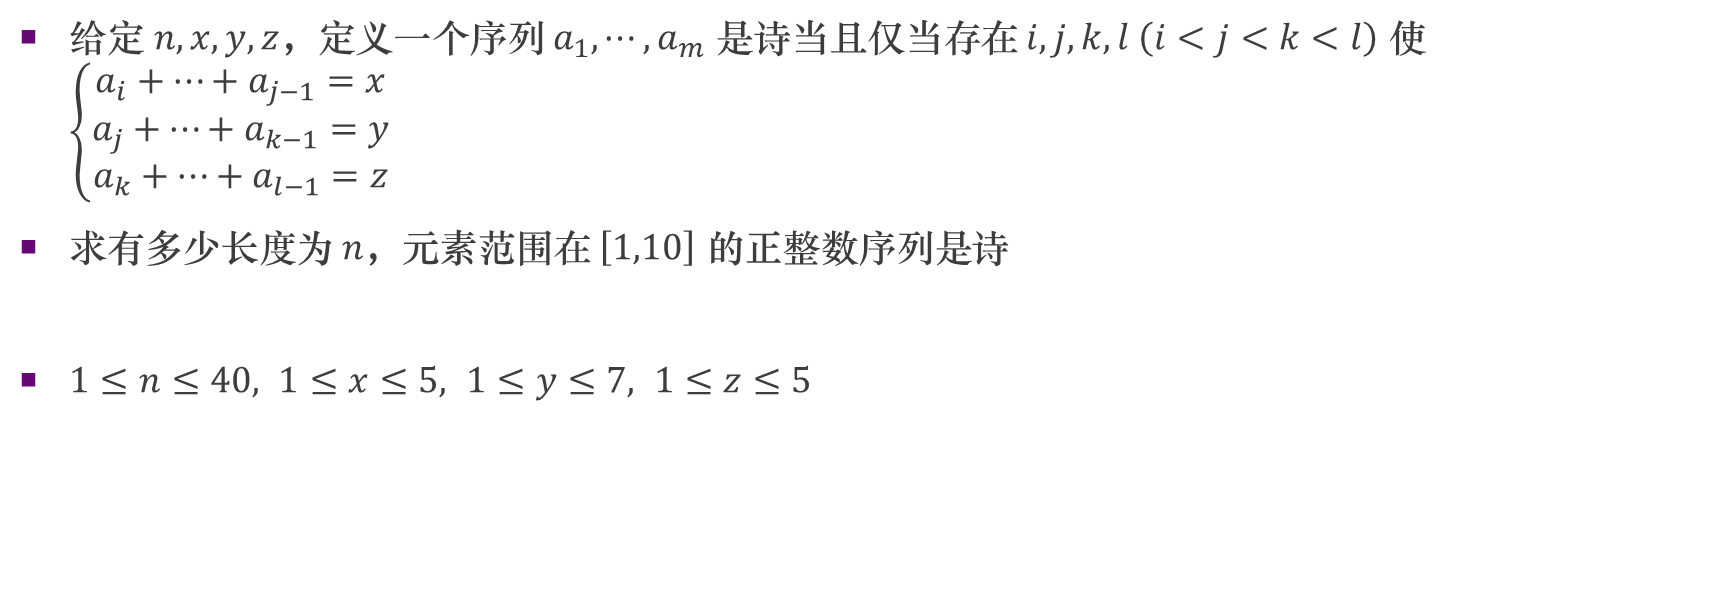 ▪ 给定 n, x, y, z，定义一个序列 a₁, ⋯ , aₘ 是诗当且仅当存在 i, j, k, l (i < j < k < l) 使
{ aᵢ + ⋯ + aⱼ₋₁ = x
aⱼ + ⋯ + aₖ₋₁ = y
aₖ + ⋯ + aₗ₋₁ = z
▪ 求有多少长度为 n，元素范围在 [1,10] 的正整数序列是诗
▪ 1 ≤ n ≤ 40, 1 ≤ x ≤ 5, 1 ≤ y ≤ 7, 1 ≤ z ≤ 5